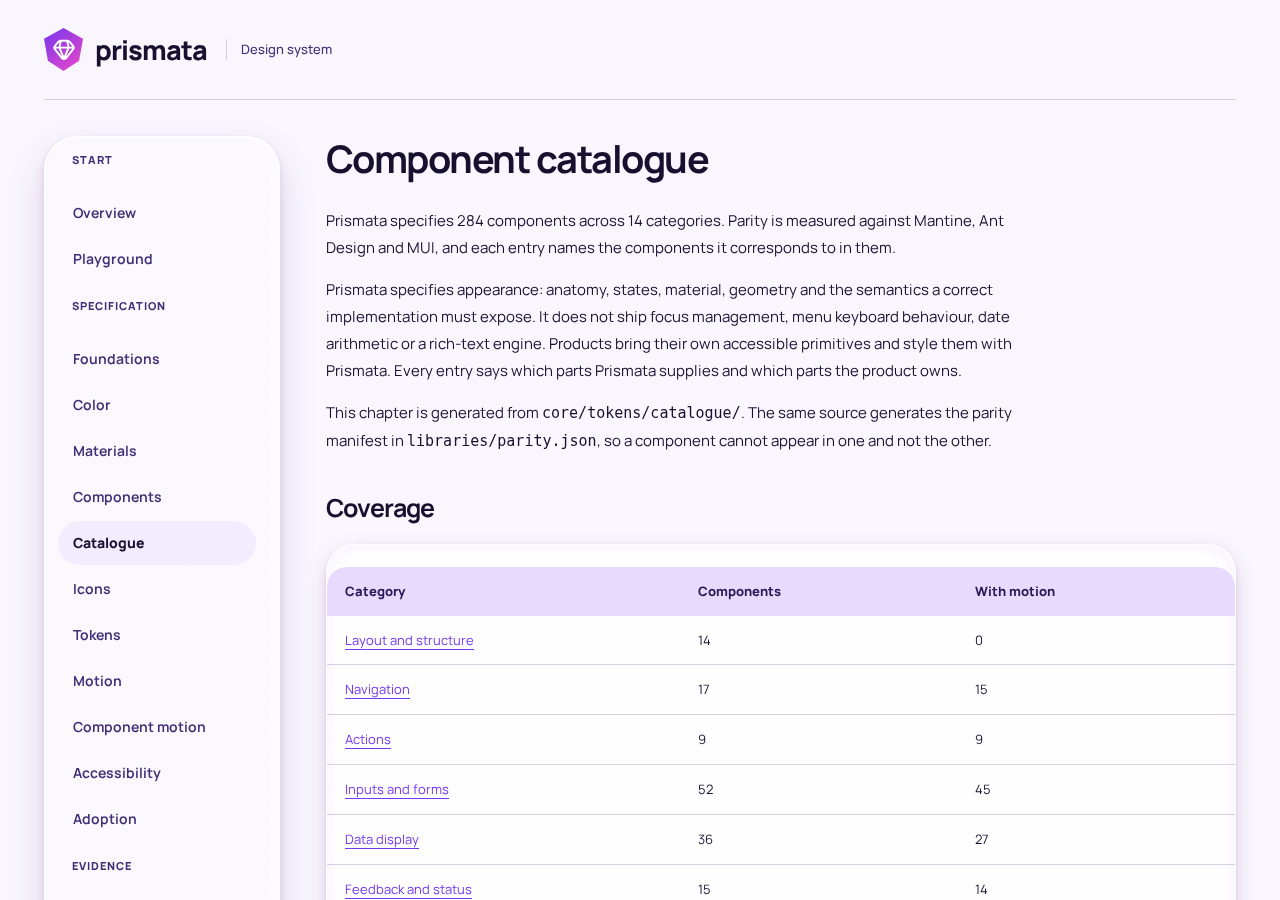 prismata
Design system
START
Overview
Playground
SPECIFICATION
Foundations
Color
Materials
Components
Catalogue
Icons
Tokens
Motion
Component motion
Accessibility
Adoption
EVIDENCE
Component catalogue
Prismata specifies 284 components across 14 categories. Parity is measured against Mantine, Ant
Design and MUI, and each entry names the components it corresponds to in them.
Prismata specifies appearance: anatomy, states, material, geometry and the semantics a correct
implementation must expose. It does not ship focus management, menu keyboard behaviour, date
arithmetic or a rich-text engine. Products bring their own accessible primitives and style them with
Prismata. Every entry says which parts Prismata supplies and which parts the product owns.
This chapter is generated from core/tokens/catalogue/. The same source generates the parity
manifest in libraries/parity.json, so a component cannot appear in one and not the other.
Coverage
Category Components With motion
Layout and structure 14 0
Navigation 17 15
Actions 9 9
Inputs and forms 52 45
Data display 36 27
Feedback and status 15 14